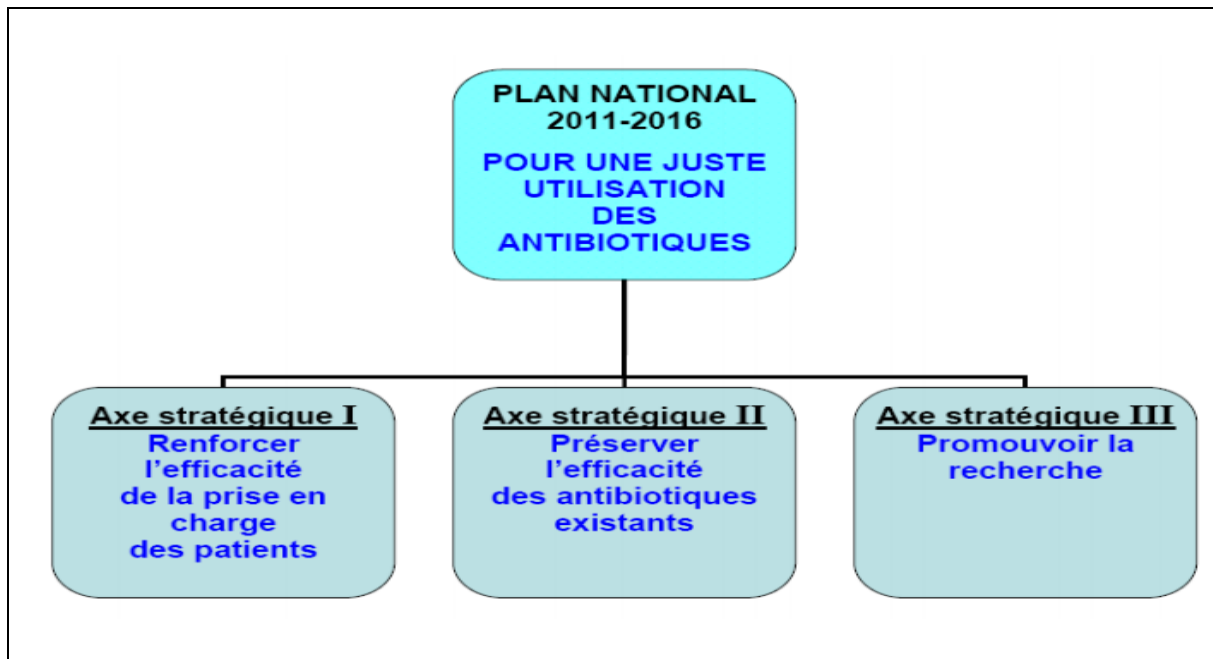 PLAN NATIONAL
2011-2016
POUR UNE JUSTE
UTILISATION
DES
ANTIBIOTIQUES
Axe stratégique I
Renforcer
l’efficacité
de la prise en
charge
des patients
Axe stratégique II
Préserver
l’efficacité
des antibiotiques
existants
Axe stratégique III
Promouvoir la
recherche